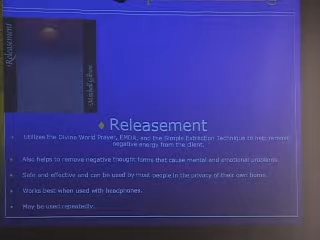 Releasement
Releasement
Utilizes the Divine World Prayer, EMDR, and the Simple Extraction Technique to help remove
negative energy from the client.
Also helps to remove negative thought forms that cause mental and emotional problems.
Safe and effective and can be used by most people in the privacy of their own home.
Works best when used with headphones.
May be used repeatedly.